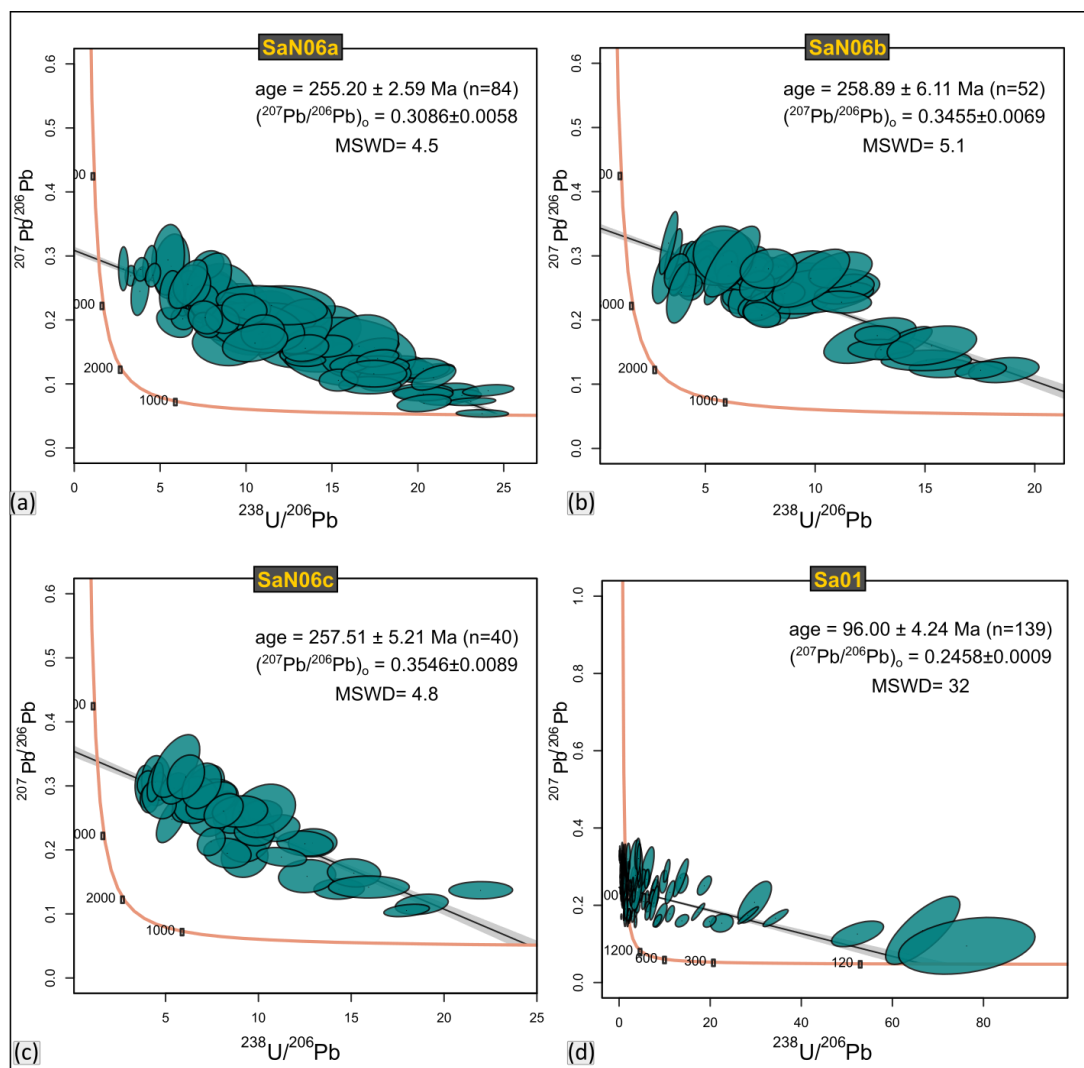 SaN06a
age = 255.20 ± 2.59 Ma (n=84)
(²⁰⁷Pb/²⁰⁶Pb)ₒ = 0.3086±0.0058
MSWD= 4.5
0.6
0.5
0.4
0.3
0.2
0.1
0.0
²⁰⁷Pb/²⁰⁶Pb
00
000
2000
1000
0
5
10
15
20
25
²³⁸U/²⁰⁶Pb
(a)
SaN06b
age = 258.89 ± 6.11 Ma (n=52)
(²⁰⁷Pb/²⁰⁶Pb)ₒ = 0.3455±0.0069
MSWD= 5.1
0.6
0.5
0.4
0.3
0.2
0.1
0.0
²⁰⁷Pb/²⁰⁶Pb
00
000
2000
1000
5
10
15
20
²³⁸U/²⁰⁶Pb
(b)
SaN06c
age = 257.51 ± 5.21 Ma (n=40)
(²⁰⁷Pb/²⁰⁶Pb)ₒ = 0.3546±0.0089
MSWD= 4.8
0.6
0.5
0.4
0.3
0.2
0.1
0.0
²⁰⁷Pb/²⁰⁶Pb
00
000
2000
1000
5
10
15
20
25
²³⁸U/²⁰⁶Pb
(c)
Sa01
age = 96.00 ± 4.24 Ma (n=139)
(²⁰⁷Pb/²⁰⁶Pb)ₒ = 0.2458±0.0009
MSWD= 32
1.0
0.8
0.6
0.4
0.2
0.0
²⁰⁷Pb/²⁰⁶Pb
00
1200
600
300
120
0
20
40
60
80
²³⁸U/²⁰⁶Pb
(d)